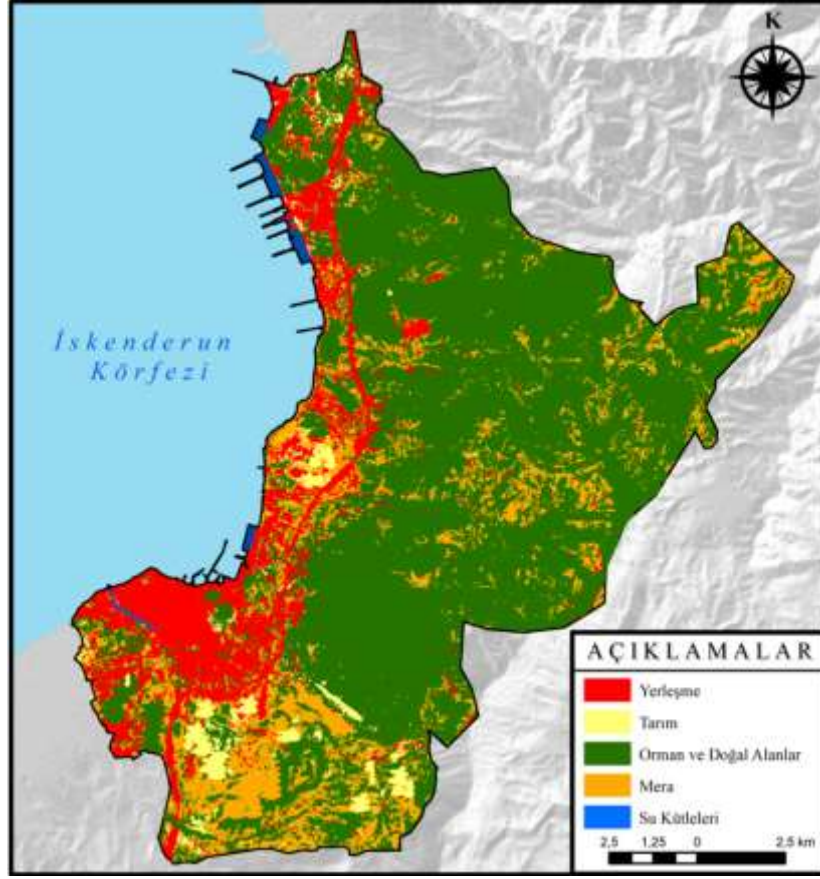 K
İskenderun
Körfezi
AÇIKLAMALAR
Yerleşme
Tarım
Orman ve Doğal Alanlar
Mera
Su Kütleleri
2,5 1,25 0 2,5 km